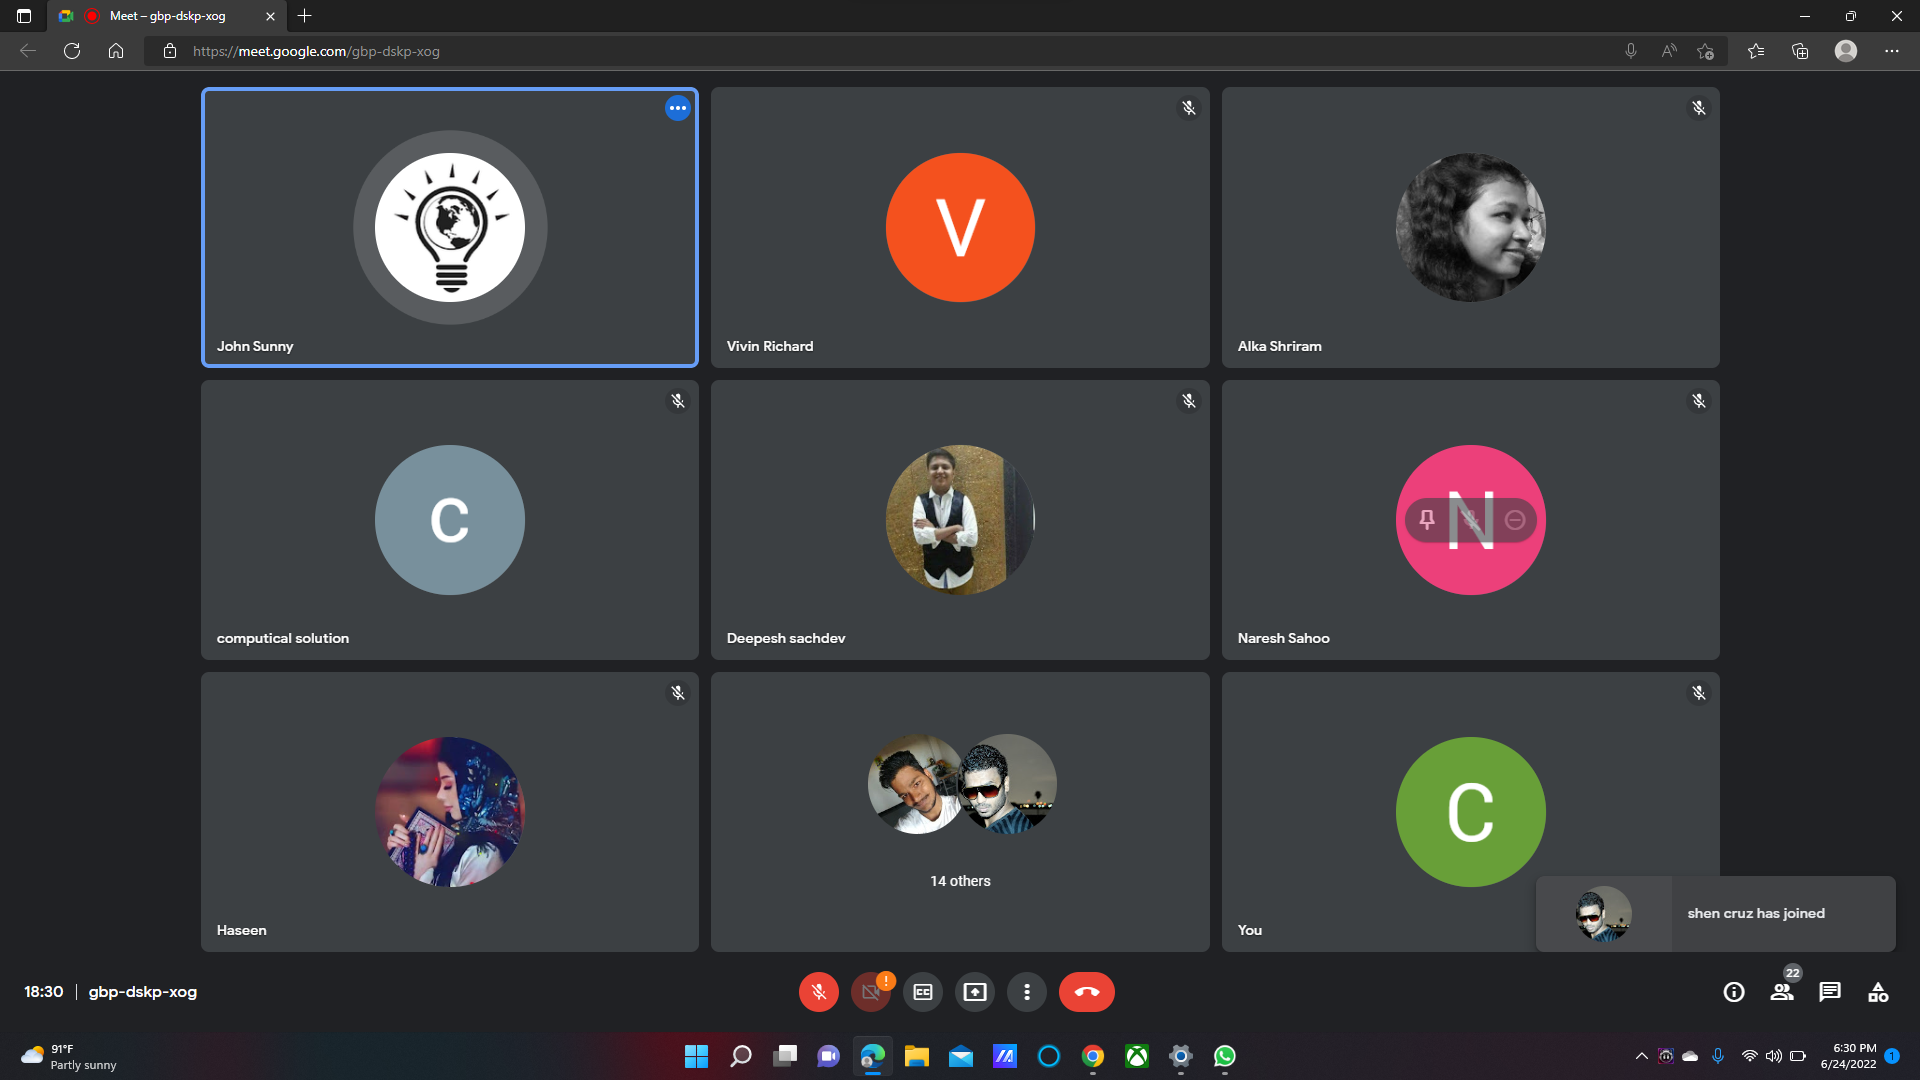 Meet – gbp-dskp-xog
https://meet.google.com/gbp-dskp-xog
John Sunny
V
Vivin Richard
Alka Shriram
c
computical solution
Deepesh sachdev
N
Naresh Sahoo
Haseen
14 others
C
You
shen cruz has joined
18:30 | gbp-dskp-xog
!
CC
22
91°F
Partly sunny
6:30 PM
6/24/2022
1